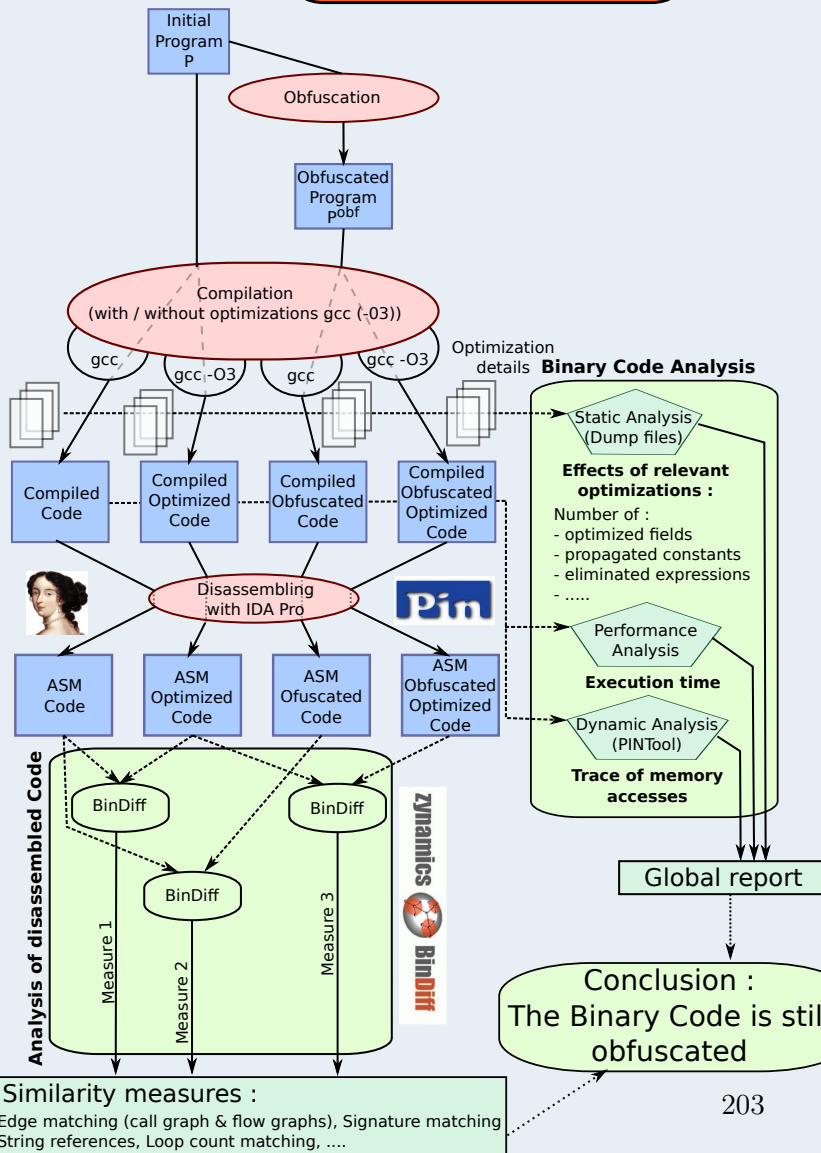 Initial
Program
P
Obfuscation
Obfuscated
Program
Pobf
Compilation
(with / without optimizations gcc (-03))
gcc
gcc -O3
gcc
gcc -O3
Optimization
details
Binary Code Analysis
Static Analysis
(Dump files)
Effects of relevant
optimizations :
Number of :
- optimized fields
- propagated constants
- eliminated expressions
- .....
Performance
Analysis
Execution time
Dynamic Analysis
(PINTool)
Trace of memory
accesses
Compiled
Code
Compiled
Optimized
Code
Compiled
Obfuscated
Code
Compiled
Obfuscated
Optimized
Code
Disassembling
with IDA Pro
Pin
ASM
Code
ASM
Optimized
Code
ASM
Ofuscated
Code
ASM
Obfuscated
Optimized
Code
Analysis of disassembled Code
BinDiff
BinDiff
BinDiff
Measure 1
Measure 2
Measure 3
zynamics BinDiff
Global report
Conclusion :
The Binary Code is stil
obfuscated
Similarity measures :
Edge matching (call graph & flow graphs), Signature matching
String references, Loop count matching, ....
203